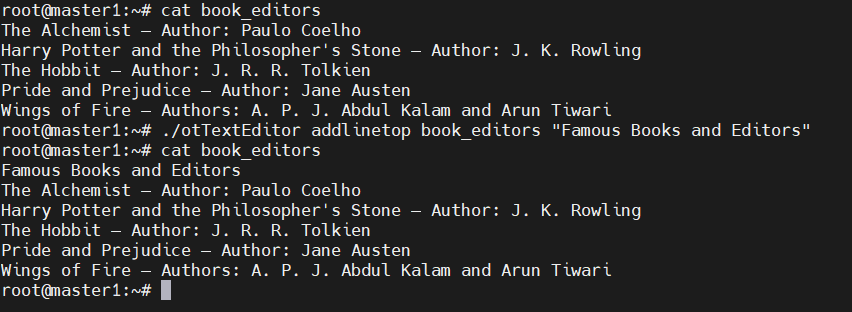 root@master1:~# cat book_editors
The Alchemist – Author: Paulo Coelho
Harry Potter and the Philosopher's Stone – Author: J. K. Rowling
The Hobbit – Author: J. R. R. Tolkien
Pride and Prejudice – Author: Jane Austen
Wings of Fire – Authors: A. P. J. Abdul Kalam and Arun Tiwari
root@master1:~# ./otTextEditor addlinetop book_editors "Famous Books and Editors"
root@master1:~# cat book_editors
Famous Books and Editors
The Alchemist – Author: Paulo Coelho
Harry Potter and the Philosopher's Stone – Author: J. K. Rowling
The Hobbit – Author: J. R. R. Tolkien
Pride and Prejudice – Author: Jane Austen
Wings of Fire – Authors: A. P. J. Abdul Kalam and Arun Tiwari
root@master1:~#